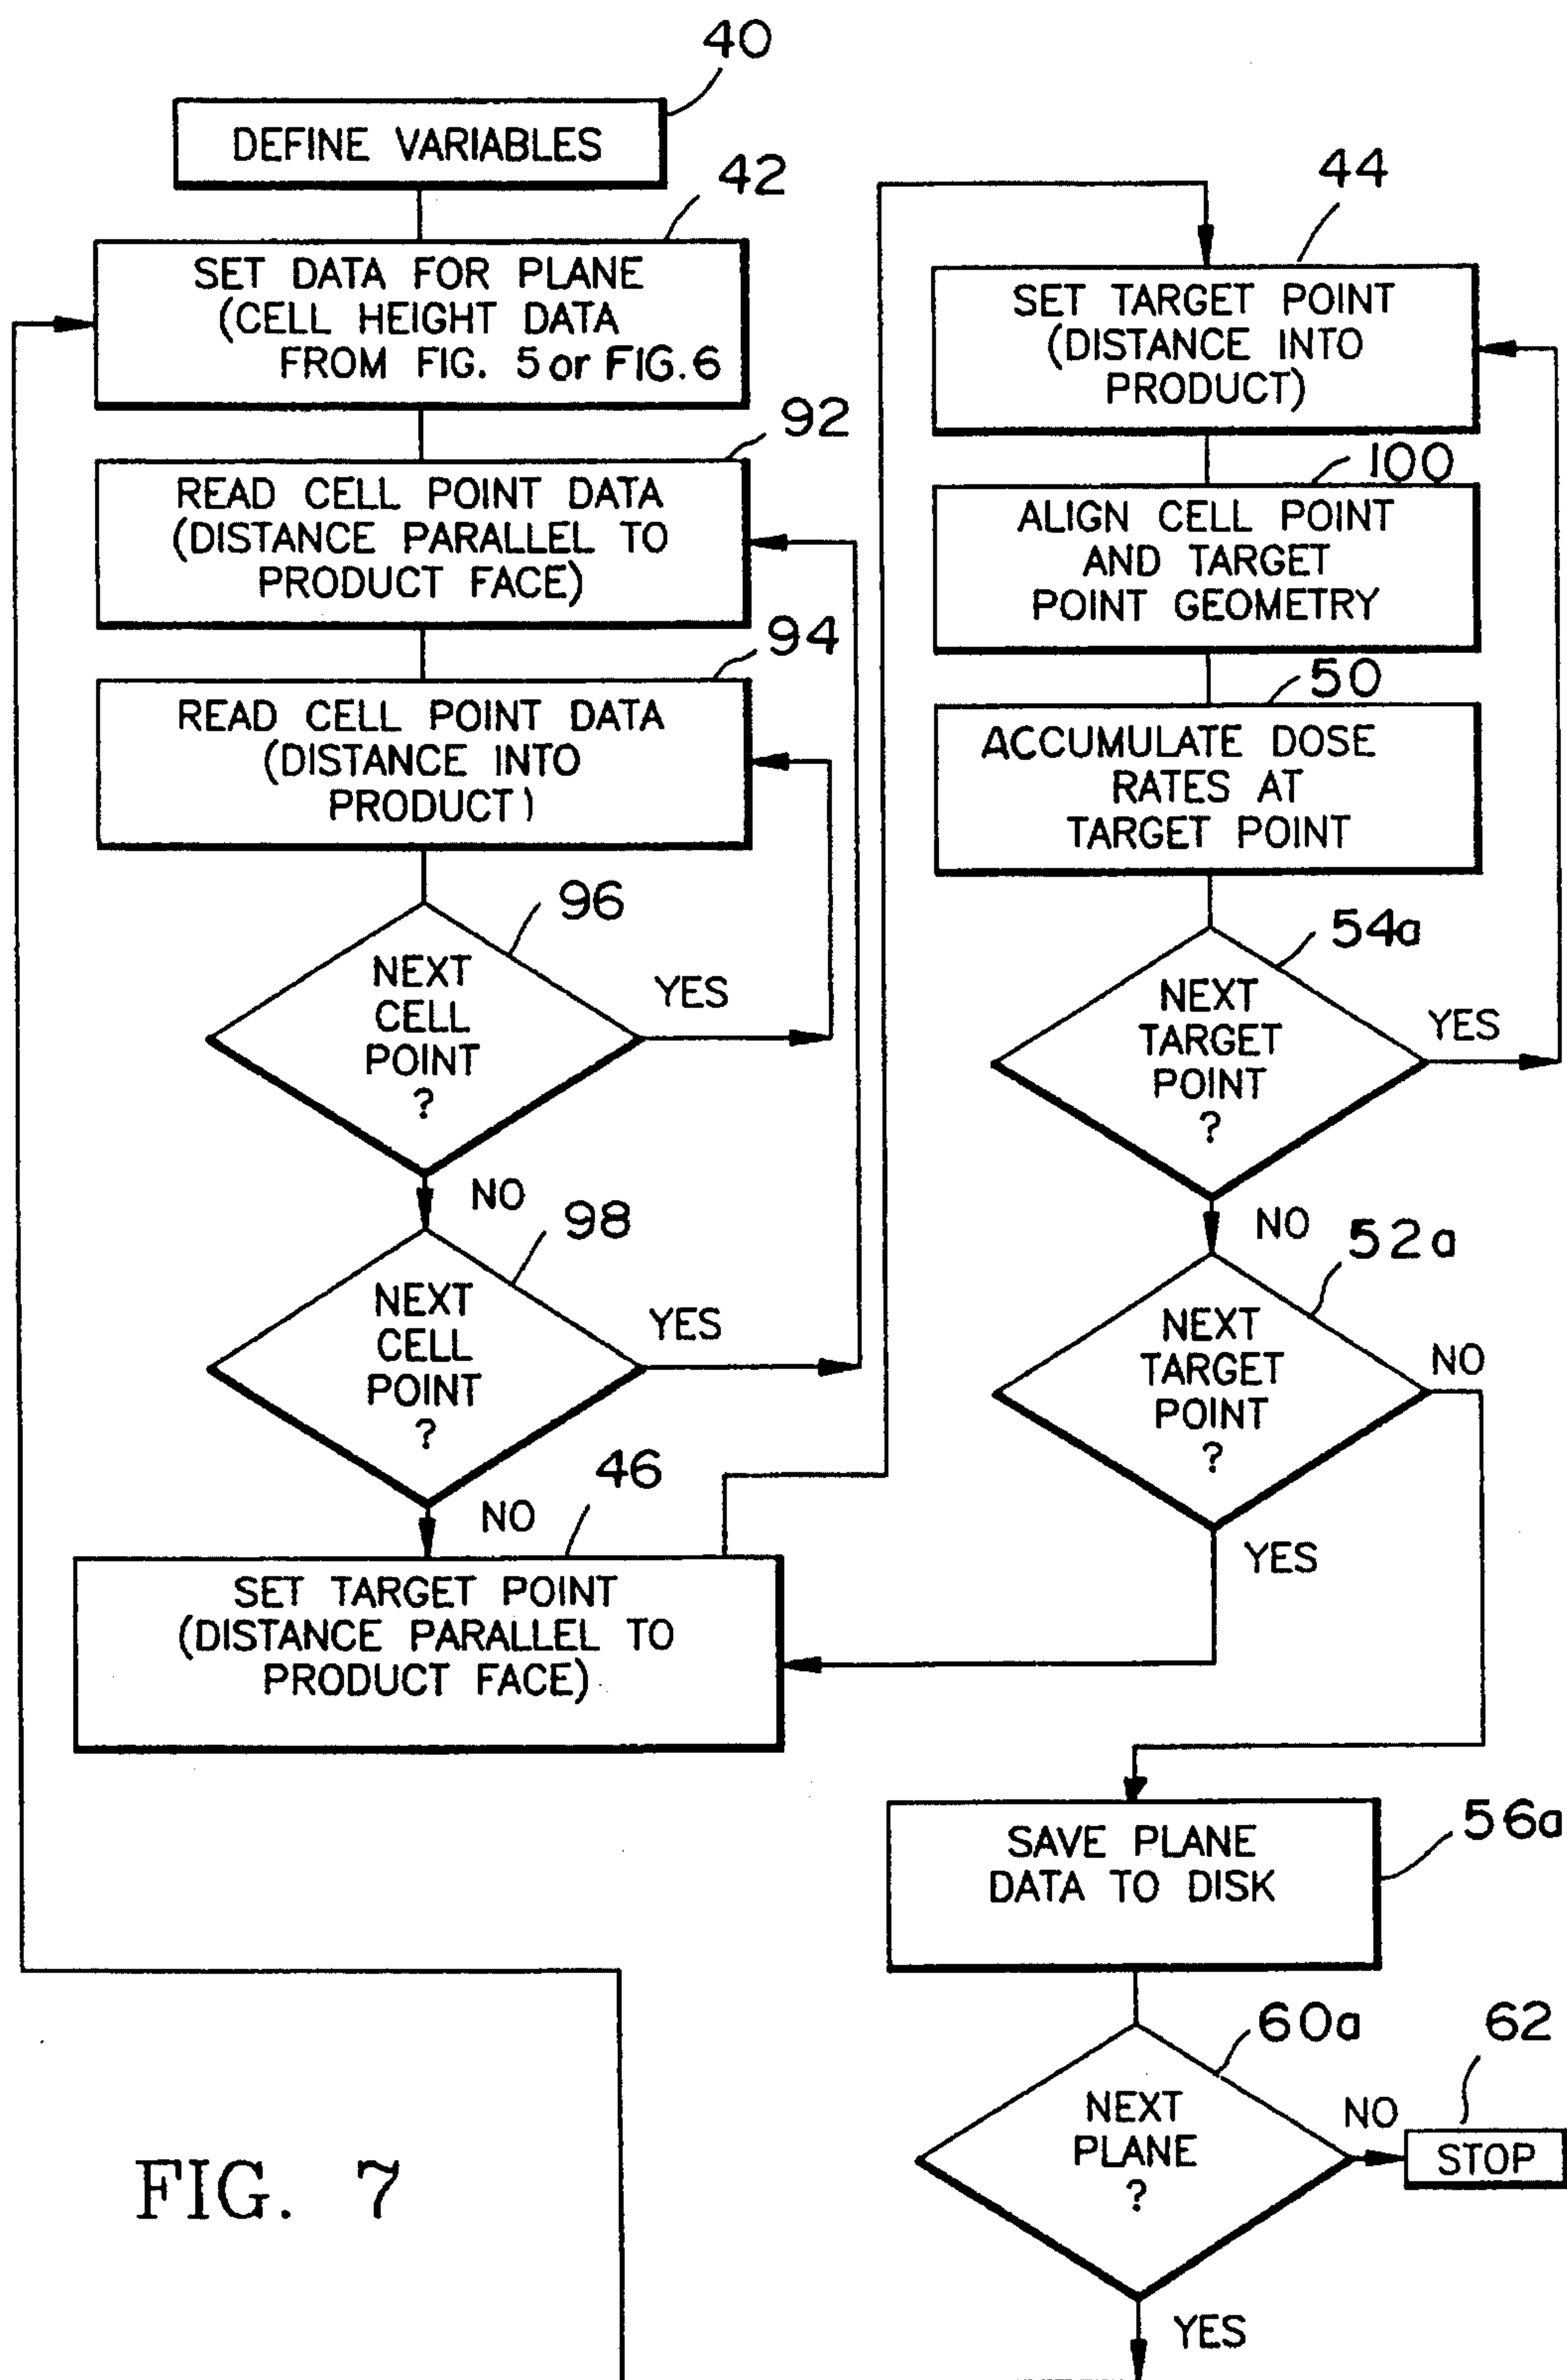 40
DEFINE VARIABLES
42
SET DATA FOR PLANE
(CELL HEIGHT DATA
FROM FIG. 5 or FIG. 6
92
READ CELL POINT DATA
(DISTANCE PARALLEL TO
PRODUCT FACE)
94
READ CELL POINT DATA
(DISTANCE INTO
PRODUCT)
96
NEXT
CELL
POINT
?
YES
NO
98
NEXT
CELL
POINT
?
YES
NO
46
SET TARGET POINT
(DISTANCE PARALLEL TO
PRODUCT FACE)
44
SET TARGET POINT
(DISTANCE INTO
PRODUCT)
100
ALIGN CELL POINT
AND TARGET
POINT GEOMETRY
50
ACCUMULATE DOSE
RATES AT
TARGET POINT
54a
NEXT
TARGET
POINT
?
YES
NO
52a
NEXT
TARGET
POINT
?
NO
YES
56a
SAVE PLANE
DATA TO DISK
60a
NEXT
PLANE
?
NO
62
STOP
YES
FIG. 7